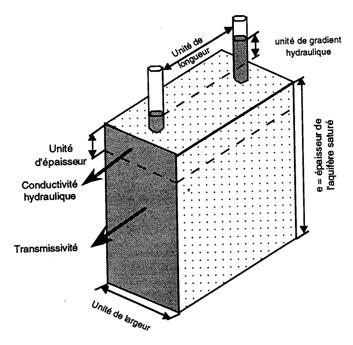 Unité de
longueur
unité de gradient
hydraulique
Unité
d'épaisseur
Conductivité
hydraulique
Transmissivité
e = épaisseur de
l'aquifère saturé
Unité de largeur